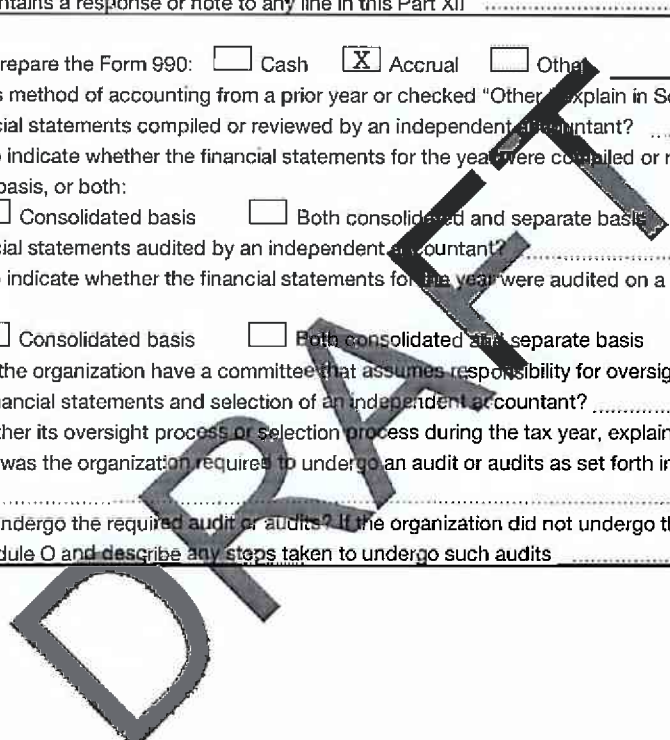 ntains a response or note to any line in this Part XII
repare the Form 990: Cash X Accrual Other
s method of accounting from a prior year or checked "Other," explain in Sc
cial statements compiled or reviewed by an independent accountant?
o indicate whether the financial statements for the year were compiled or r
basis, or both:
Consolidated basis Both consolidated and separate basis
cial statements audited by an independent accountant?
o indicate whether the financial statements for the year were audited on a
Consolidated basis Both consolidated and separate basis
the organization have a committee that assumes responsibility for oversig
nancial statements and selection of an independent accountant?
ther its oversight process or selection process during the tax year, explain
was the organization required to undergo an audit or audits as set forth in
ndergo the required audit or audits? If the organization did not undergo th
dule O and describe any steps taken to undergo such audits
DRAFT